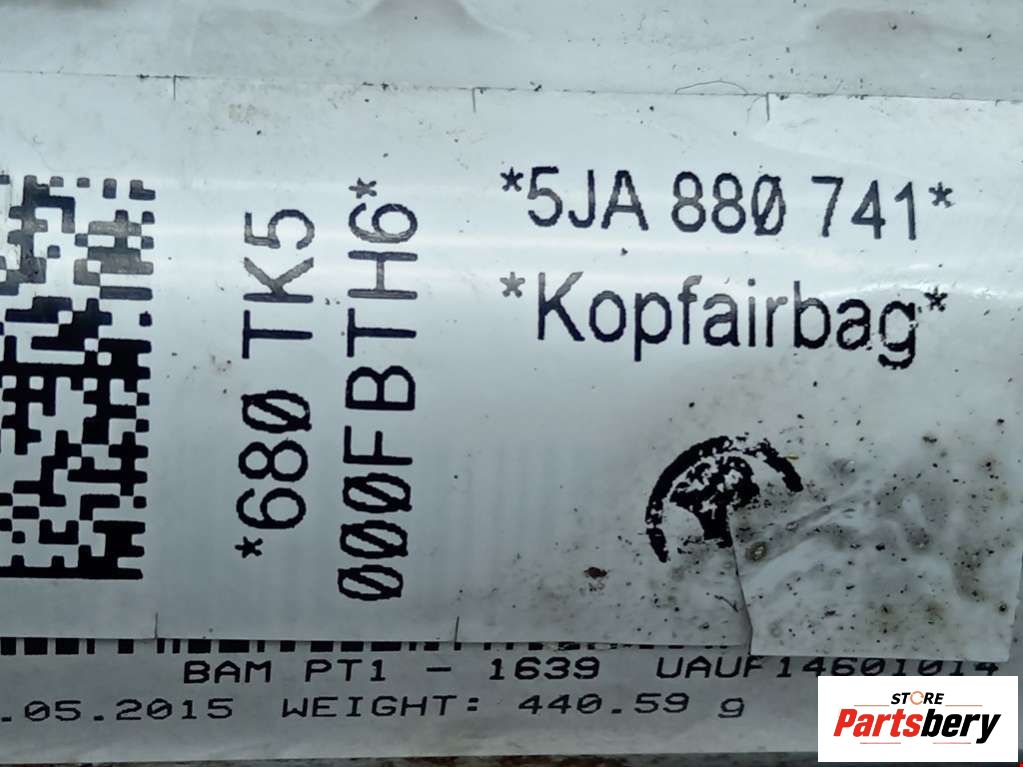 *680 TK5
000FBTH6*
*5JA 880 741*
*Kopfairbag*
BAM PT1 - 1639 UAUF14601014
.05.2015 WEIGHT: 440.59 g
STORE
Partsbery